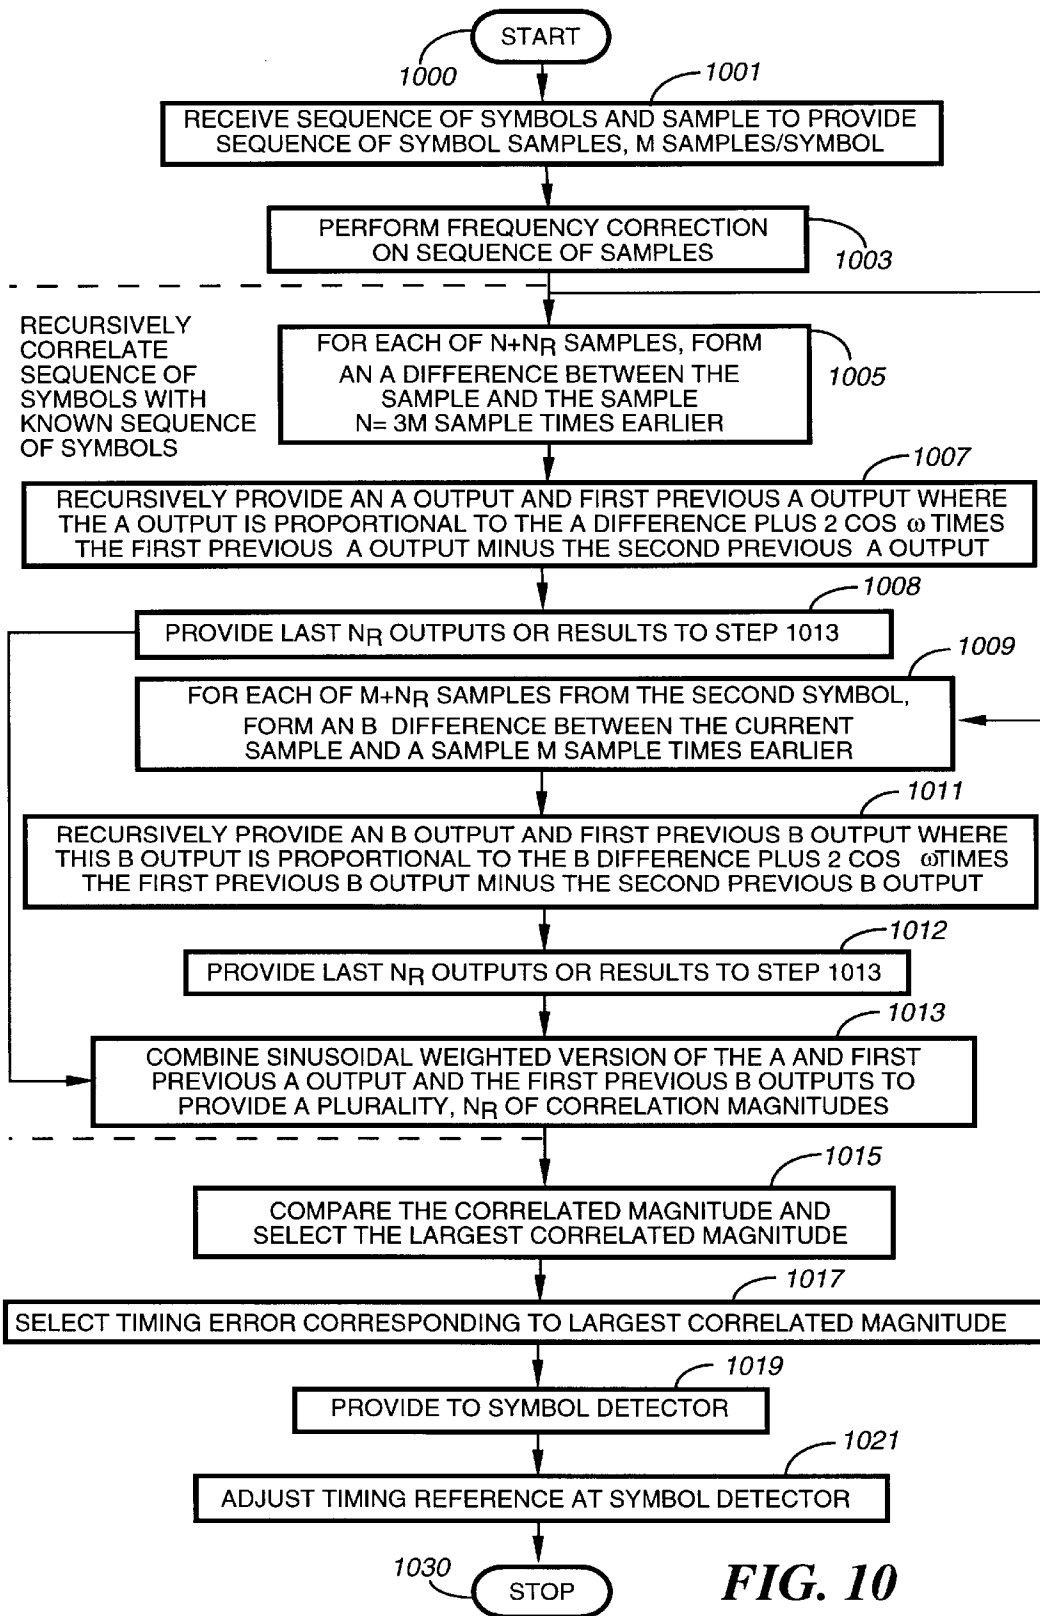 START
1000
1001
RECEIVE SEQUENCE OF SYMBOLS AND SAMPLE TO PROVIDE
SEQUENCE OF SYMBOL SAMPLES, M SAMPLES/SYMBOL
PERFORM FREQUENCY CORRECTION
ON SEQUENCE OF SAMPLES
1003
RECURSIVELY
CORRELATE
SEQUENCE OF
SYMBOLS WITH
KNOWN SEQUENCE
OF SYMBOLS
FOR EACH OF N+NR SAMPLES, FORM
AN A DIFFERENCE BETWEEN THE
SAMPLE AND THE SAMPLE
N= 3M SAMPLE TIMES EARLIER
1005
1007
RECURSIVELY PROVIDE AN A OUTPUT AND FIRST PREVIOUS A OUTPUT WHERE
THE A OUTPUT IS PROPORTIONAL TO THE A DIFFERENCE PLUS 2 COS ω TIMES
THE FIRST PREVIOUS A OUTPUT MINUS THE SECOND PREVIOUS A OUTPUT
1008
PROVIDE LAST NR OUTPUTS OR RESULTS TO STEP 1013
1009
FOR EACH OF M+NR SAMPLES FROM THE SECOND SYMBOL,
FORM AN B DIFFERENCE BETWEEN THE CURRENT
SAMPLE AND A SAMPLE M SAMPLE TIMES EARLIER
1011
RECURSIVELY PROVIDE AN B OUTPUT AND FIRST PREVIOUS B OUTPUT WHERE
THIS B OUTPUT IS PROPORTIONAL TO THE B DIFFERENCE PLUS 2 COS ωTIMES
THE FIRST PREVIOUS B OUTPUT MINUS THE SECOND PREVIOUS B OUTPUT
1012
PROVIDE LAST NR OUTPUTS OR RESULTS TO STEP 1013
1013
COMBINE SINUSOIDAL WEIGHTED VERSION OF THE A AND FIRST
PREVIOUS A OUTPUT AND THE FIRST PREVIOUS B OUTPUTS TO
PROVIDE A PLURALITY, NR OF CORRELATION MAGNITUDES
1015
COMPARE THE CORRELATED MAGNITUDE AND
SELECT THE LARGEST CORRELATED MAGNITUDE
1017
SELECT TIMING ERROR CORRESPONDING TO LARGEST CORRELATED MAGNITUDE
1019
PROVIDE TO SYMBOL DETECTOR
1021
ADJUST TIMING REFERENCE AT SYMBOL DETECTOR
1030
STOP
FIG. 10